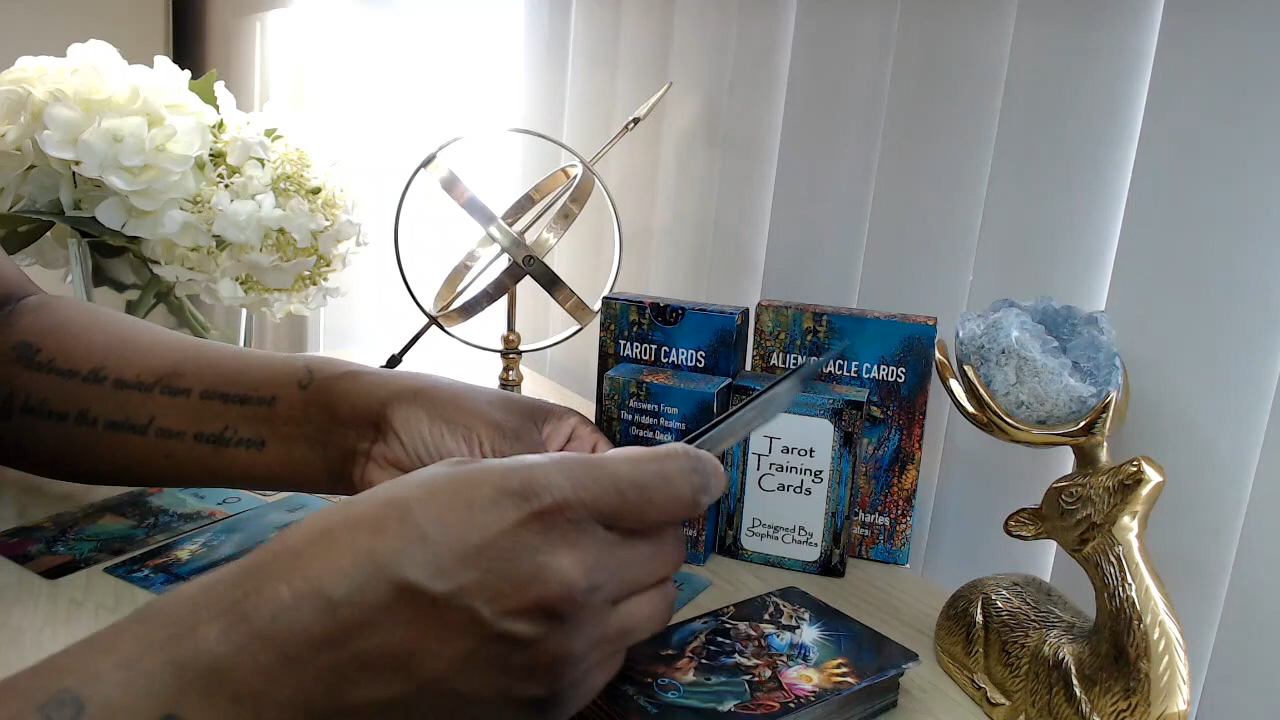 Whatever the mind can conceive
& believe the mind can achieve
TAROT CARDS
ALIEN ORACLE CARDS
Answers From
The Hidden Realms
(Oracle Deck)
Tarot
Training
Cards
Designed By
Sophia Charles
Charles